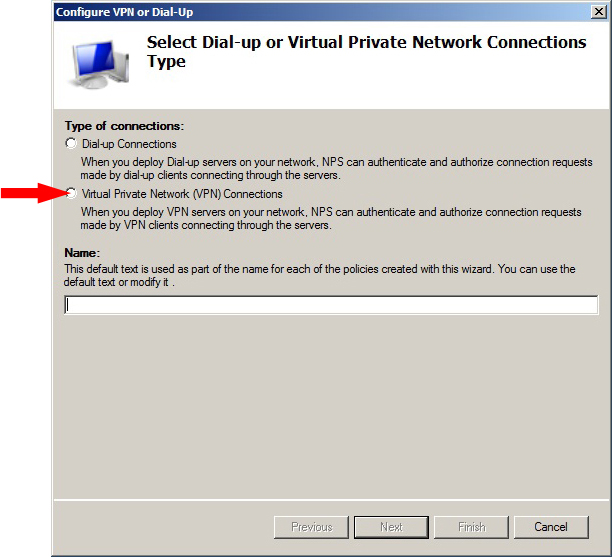 Configure VPN or Dial-Up
Select Dial-up or Virtual Private Network Connections
Type
Type of connections:
Dial-up Connections
When you deploy Dial-up servers on your network, NPS can authenticate and authorize connection requests
made by dial-up clients connecting through the servers.
Virtual Private Network (VPN) Connections
When you deploy VPN servers on your network, NPS can authenticate and authorize connection requests
made by VPN clients connecting through the servers.
Name:
This default text is used as part of the name for each of the policies created with this wizard. You can use the
default text or modify it .
Previous Next Finish Cancel